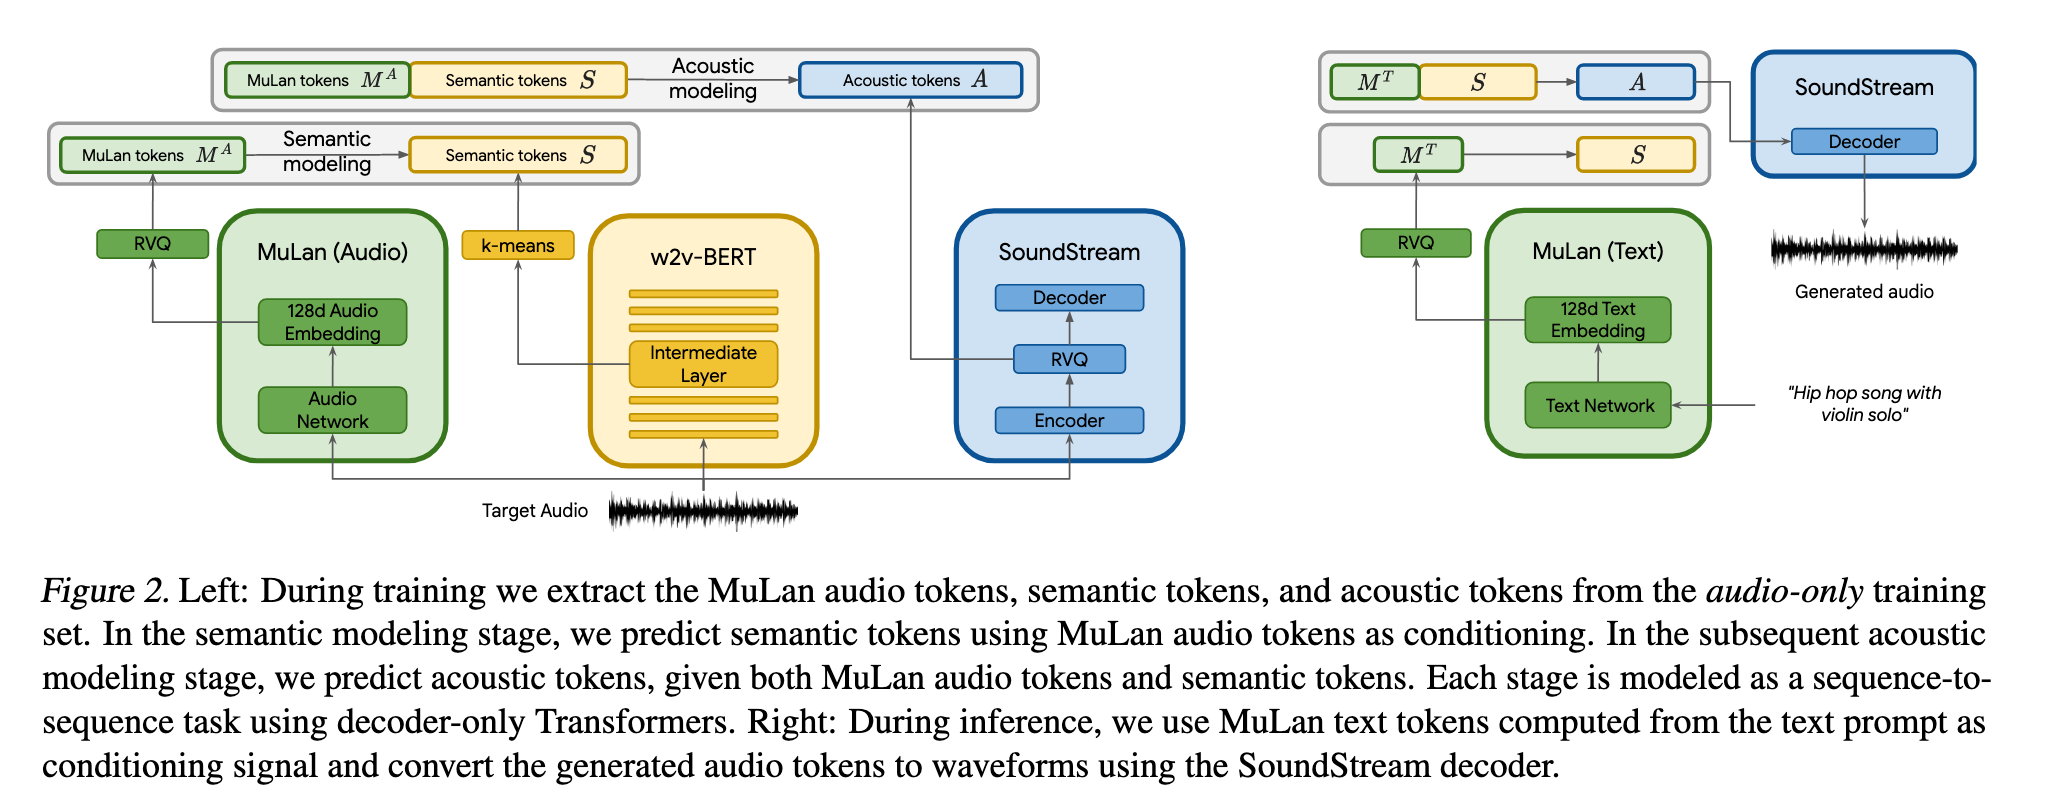 MuLan tokens M^A Semantic tokens S Acoustic modeling Acoustic tokens A
MuLan tokens M^A Semantic modeling Semantic tokens S
RVQ
MuLan (Audio)
128d Audio
Embedding
Audio
Network
k-means
w2v-BERT
Intermediate
Layer
SoundStream
Decoder
RVQ
Encoder
Target Audio
M^T S A
M^T S
SoundStream
Decoder
Generated audio
RVQ
MuLan (Text)
128d Text
Embedding
Text Network
"Hip hop song with
violin solo"
Figure 2. Left: During training we extract the MuLan audio tokens, semantic tokens, and acoustic tokens from the audio-only training
set. In the semantic modeling stage, we predict semantic tokens using MuLan audio tokens as conditioning. In the subsequent acoustic
modeling stage, we predict acoustic tokens, given both MuLan audio tokens and semantic tokens. Each stage is modeled as a sequence-to-
sequence task using decoder-only Transformers. Right: During inference, we use MuLan text tokens computed from the text prompt as
conditioning signal and convert the generated audio tokens to waveforms using the SoundStream decoder.